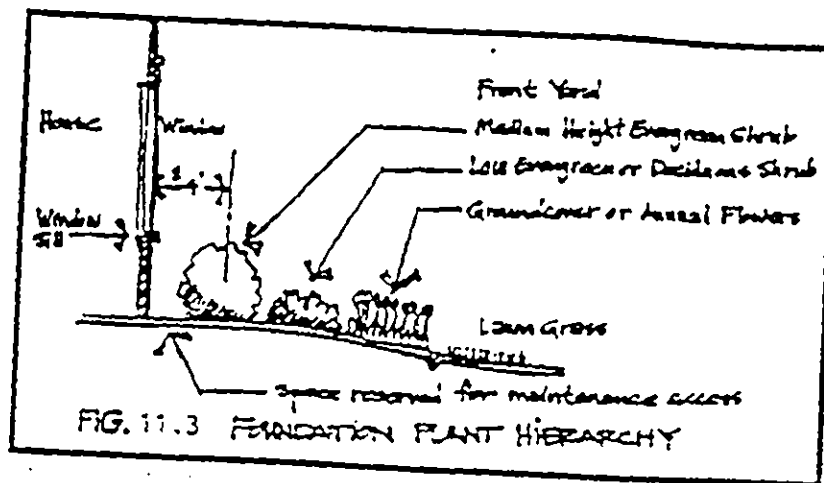 Front Yard
House
Window
Medium Height Evergreen Shrub
4'
Low Evergreen or Deciduous Shrub
Window
Sill
Groundcover or Annual Flowers
Lawn Grass
Space reserved for maintenance access
FIG. 11.3 FOUNDATION PLANT HIERARCHY